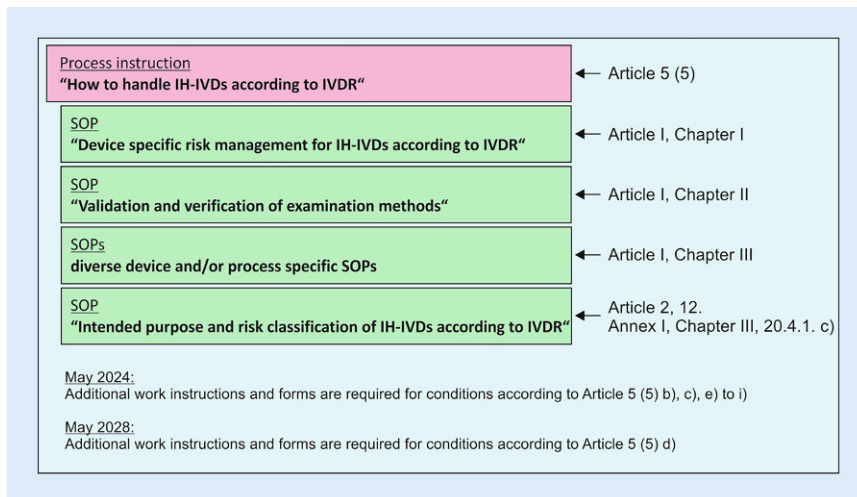 Process instruction
“How to handle IH-IVDs according to IVDR“
Article 5 (5)
SOP
“Device specific risk management for IH-IVDs according to IVDR“
Article I, Chapter I
SOP
“Validation and verification of examination methods“
Article I, Chapter II
SOPs
diverse device and/or process specific SOPs
Article I, Chapter III
SOP
“Intended purpose and risk classification of IH-IVDs according to IVDR“
Article 2, 12.
Annex I, Chapter III, 20.4.1. c)
May 2024:
Additional work instructions and forms are required for conditions according to Article 5 (5) b), c), e) to i)
May 2028:
Additional work instructions and forms are required for conditions according to Article 5 (5) d)